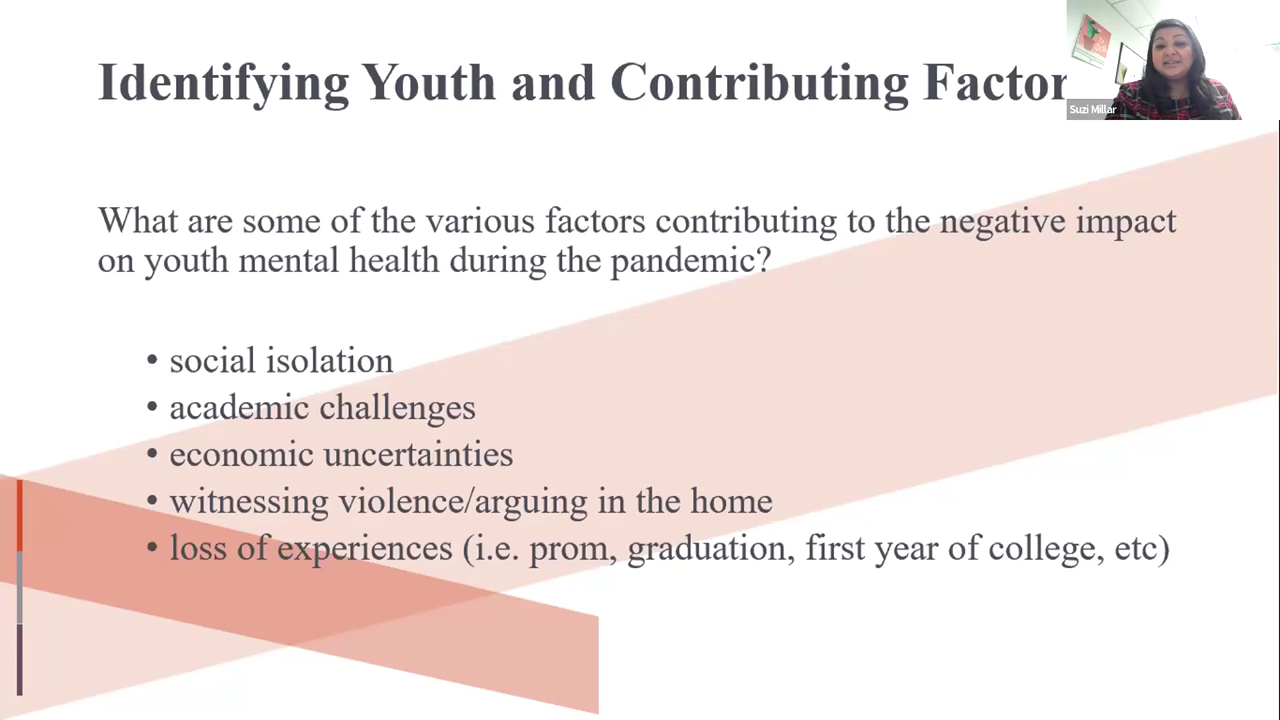 Identifying Youth and Contributing Factor
Suzi Millar
What are some of the various factors contributing to the negative impact
on youth mental health during the pandemic?
• social isolation
• academic challenges
• economic uncertainties
• witnessing violence/arguing in the home
• loss of experiences (i.e. prom, graduation, first year of college, etc)